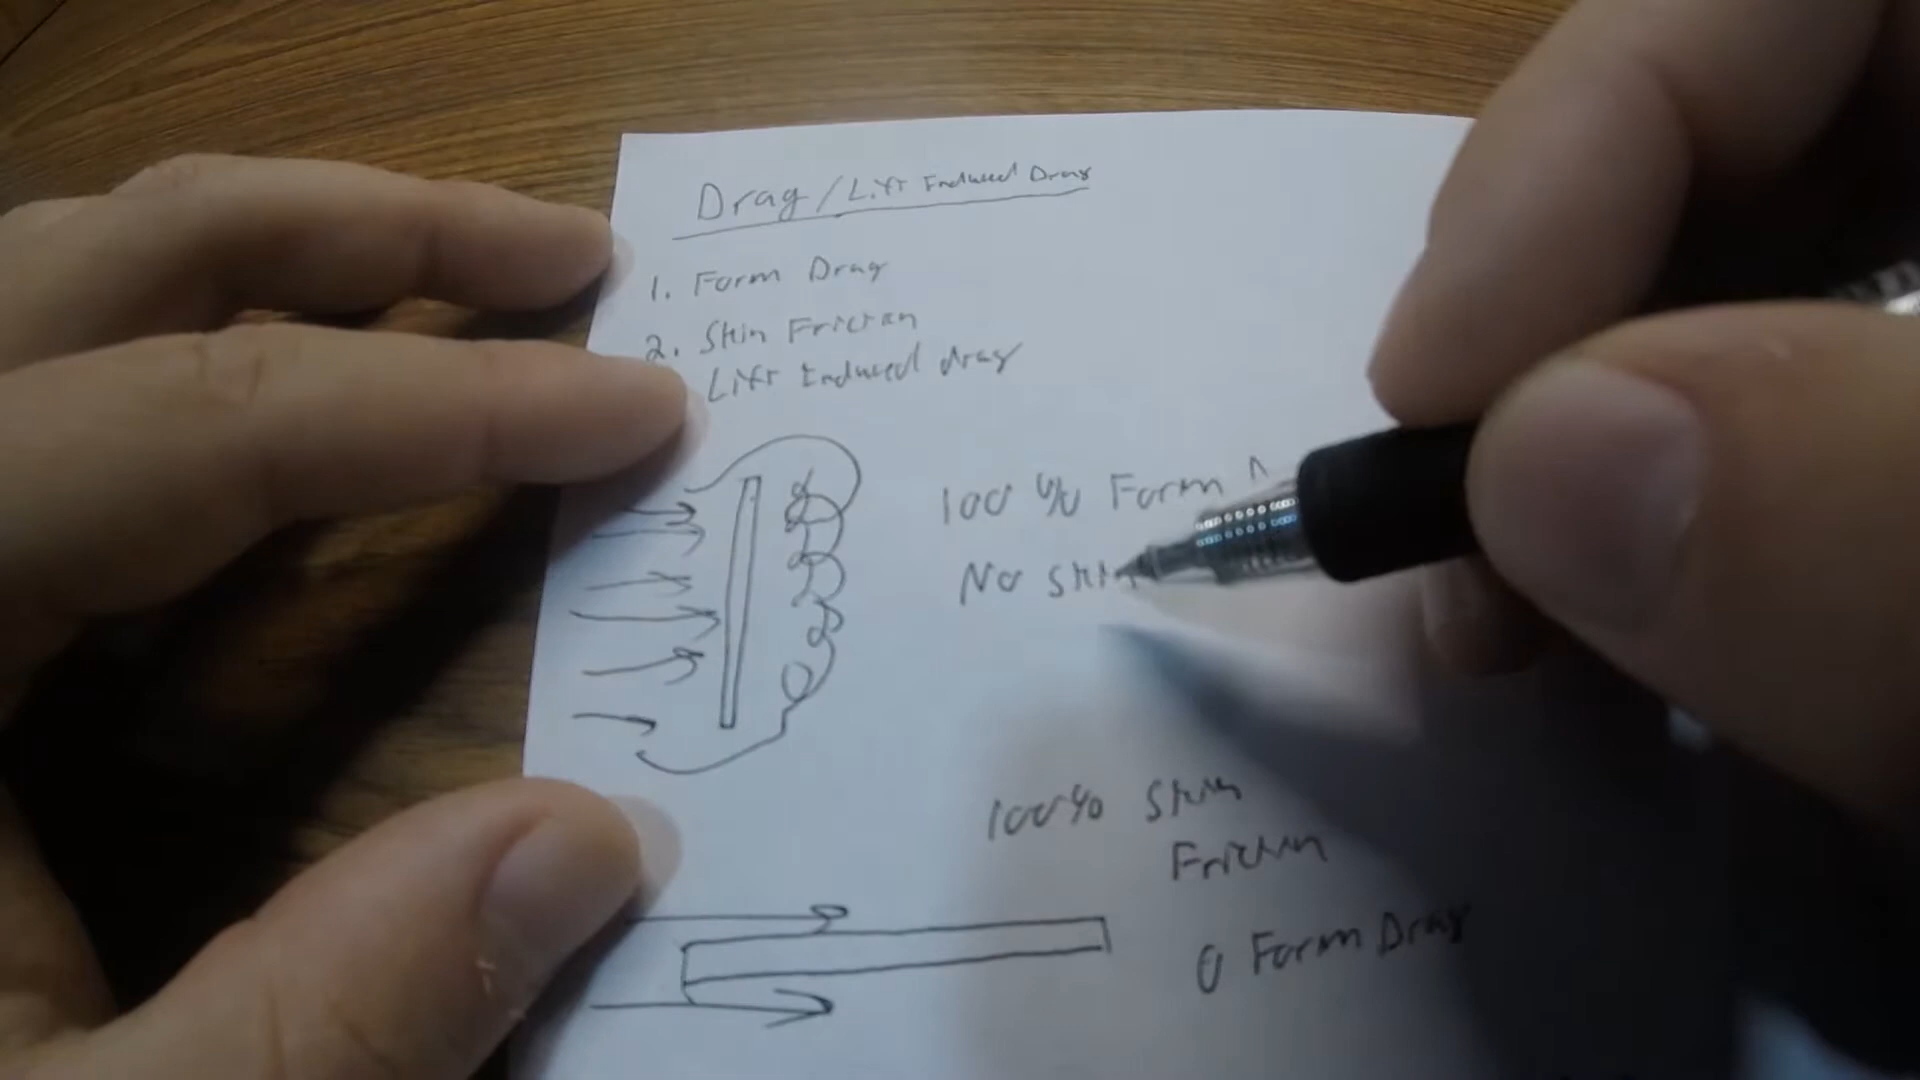 Drag / Lift Induced Drag
1. Form Drag
2. Skin Friction
Lift Induced drag
100 % Form
No Skin
100% Skin
Friction
0 Form Drag